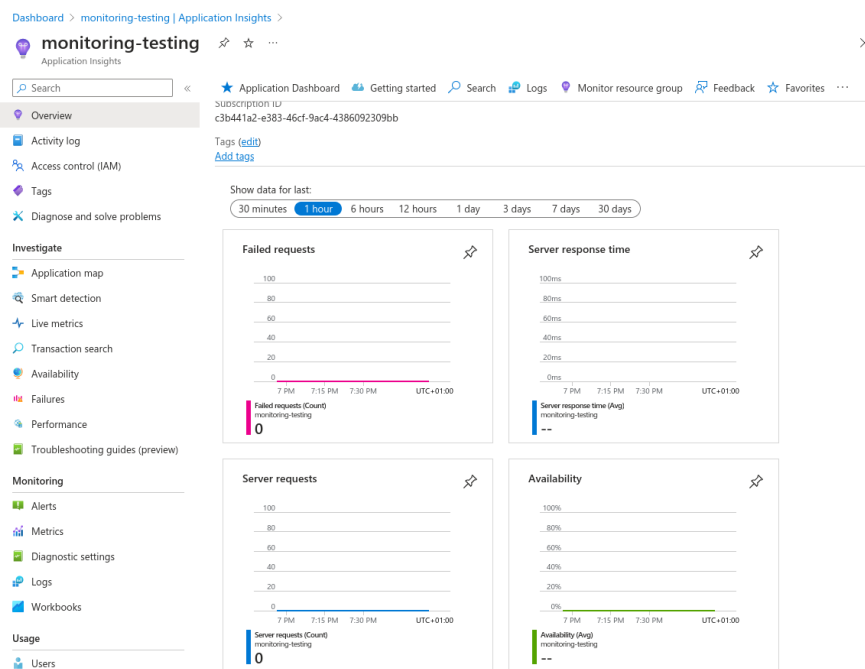 Dashboard > monitoring-testing | Application Insights >
monitoring-testing
Application Insights
Search
Application Dashboard Getting started Search Logs Monitor resource group Feedback Favorites
Overview
Activity log
Access control (IAM)
Tags
Diagnose and solve problems
Investigate
Application map
Smart detection
Live metrics
Transaction search
Availability
Failures
Performance
Troubleshooting guides (preview)
Monitoring
Alerts
Metrics
Diagnostic settings
Logs
Workbooks
Usage
Users
Subscription ID
c3b441a2-e383-46cf-9ac4-4386092309bb
Tags (edit)
Add tags
Show data for last:
30 minutes 1 hour 6 hours 12 hours 1 day 3 days 7 days 30 days
Failed requests
100
80
60
40
20
0
7 PM 7:15 PM 7:30 PM UTC+01:00
Failed requests (Count)
monitoring-testing
0
Server response time
100ms
80ms
60ms
40ms
20ms
0ms
7 PM 7:15 PM 7:30 PM UTC+01:00
Server response time (Avg)
monitoring-testing
--
Server requests
100
80
60
40
20
0
7 PM 7:15 PM 7:30 PM UTC+01:00
Server requests (Count)
monitoring-testing
0
Availability
100%
80%
60%
40%
20%
0%
7 PM 7:15 PM 7:30 PM UTC+01:00
Availability (Avg)
monitoring-testing
--